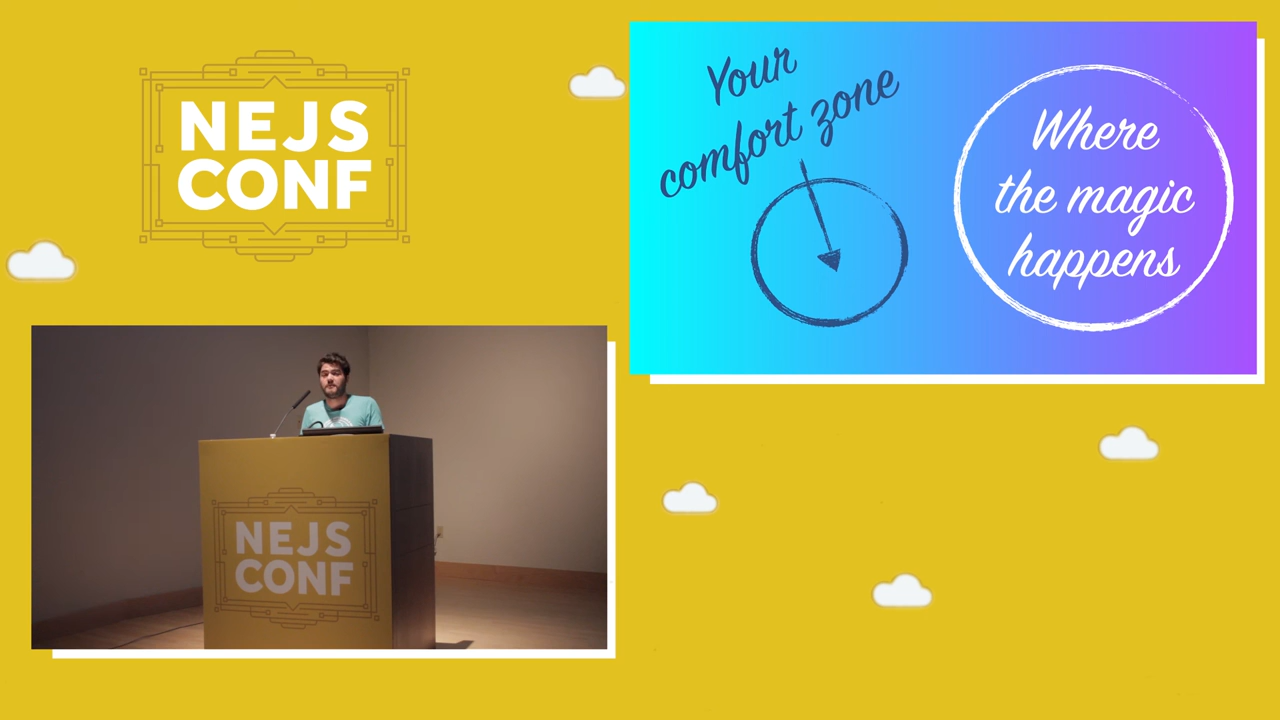 NEJS
CONF
Your
comfort zone
Where
the magic
happens
NEJS
CONF